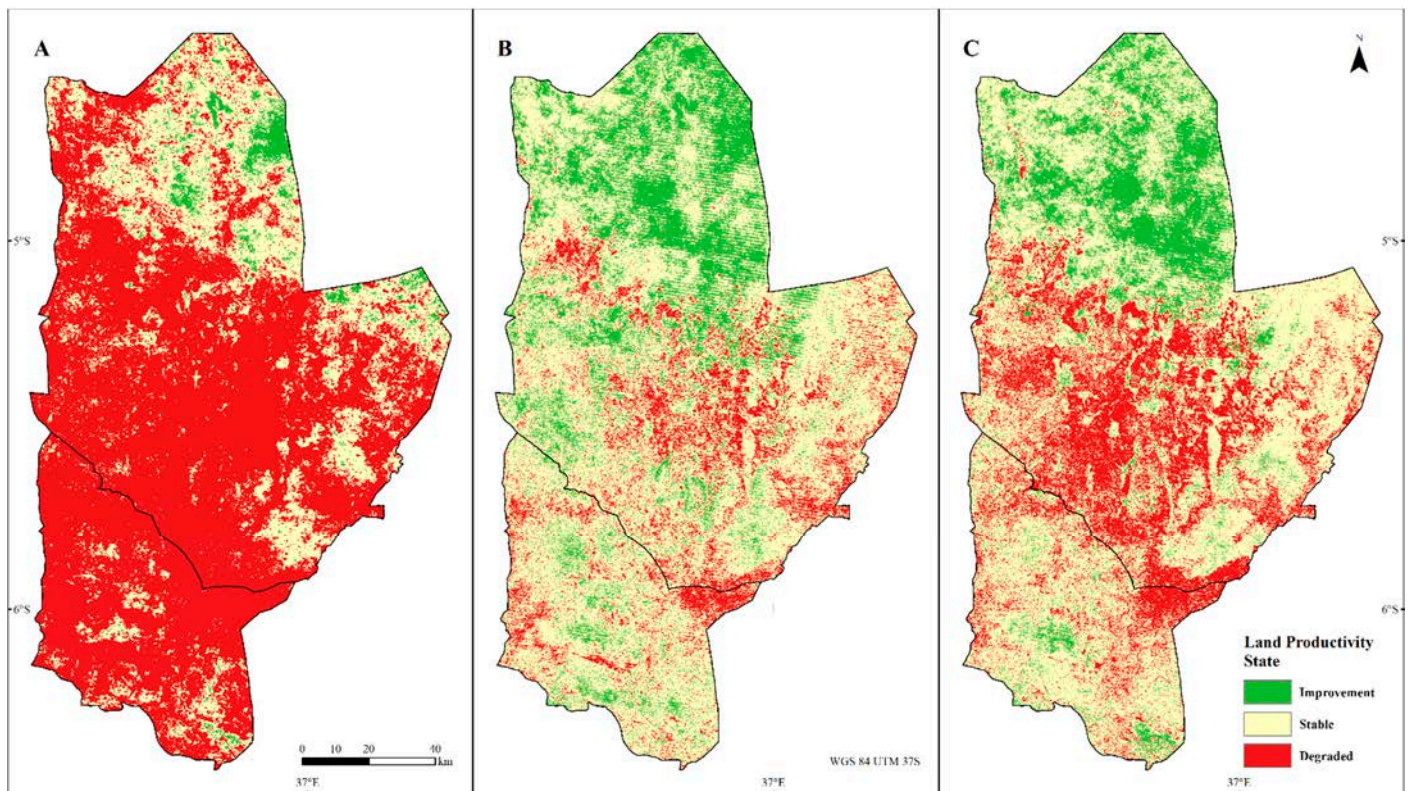 A
B
C
N
5°S
5°S
6°S
6°S
Land Productivity
State
Improvement
Stable
Degraded
0 10 20 40
km
WGS 84 UTM 37S
37°E
37°E
37°E